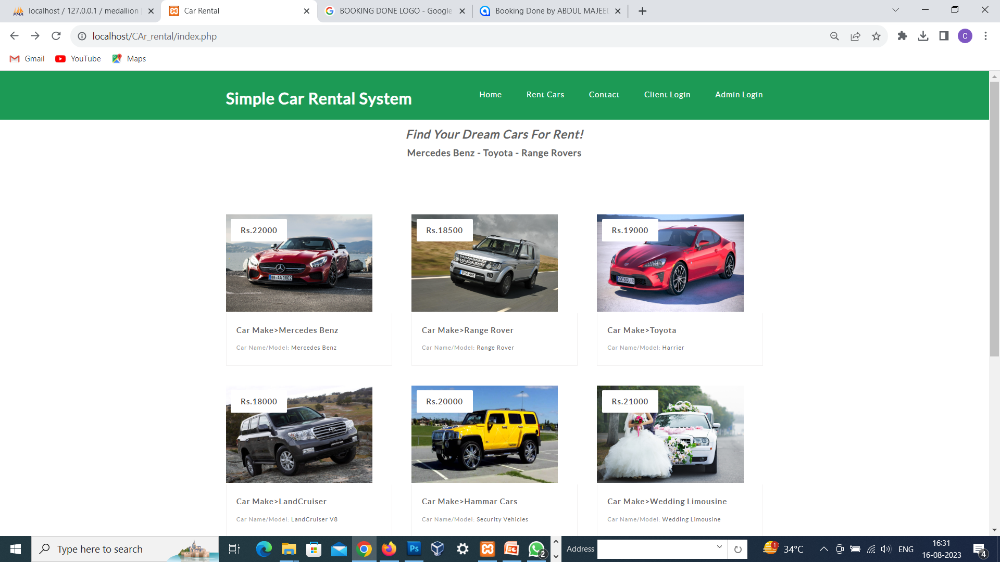 localhost / 127.0.0.1 / medallion
Car Rental
BOOKING DONE LOGO - Google
Booking Done by ABDUL MAJEED
localhost/CAr_rental/index.php
C
Gmail
YouTube
Maps
Simple Car Rental System
Home
Rent Cars
Contact
Client Login
Admin Login
Find Your Dream Cars For Rent!
Mercedes Benz - Toyota - Range Rovers
Rs.22000
Rs.18500
Rs.19000
Car Make>Mercedes Benz
Car Name/Model: Mercedes Benz
Car Make>Range Rover
Car Name/Model: Range Rover
Car Make>Toyota
Car Name/Model: Harrier
Rs.18000
Rs.20000
Rs.21000
Car Make>LandCruiser
Car Name/Model: LandCruiser V8
Car Make>Hammar Cars
Car Name/Model: Security Vehicles
Car Make>Wedding Limousine
Car Name/Model: Wedding Limousine
Type here to search
Ps
2
Address
1
34°C
ENG
16:31
16-08-2023
4